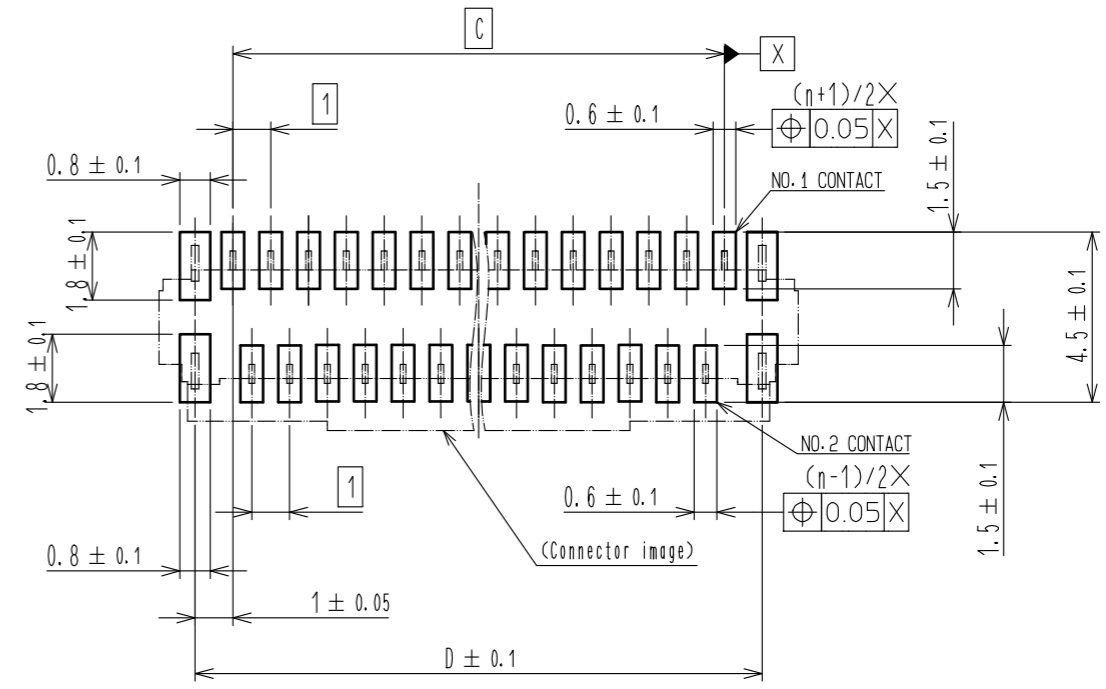 C
X
1
0.6 ± 0.1
(n+1)/2X
⌖ 0.05 X
0.8 ± 0.1
NO.1 CONTACT
1.5 ± 0.1
1.8 ± 0.1
4.5 ± 0.1
1.8 ± 0.1
NO.2 CONTACT
1
0.6 ± 0.1
(n-1)/2X
⌖ 0.05 X
1.5 ± 0.1
(Connector image)
0.8 ± 0.1
1 ± 0.05
D ± 0.1